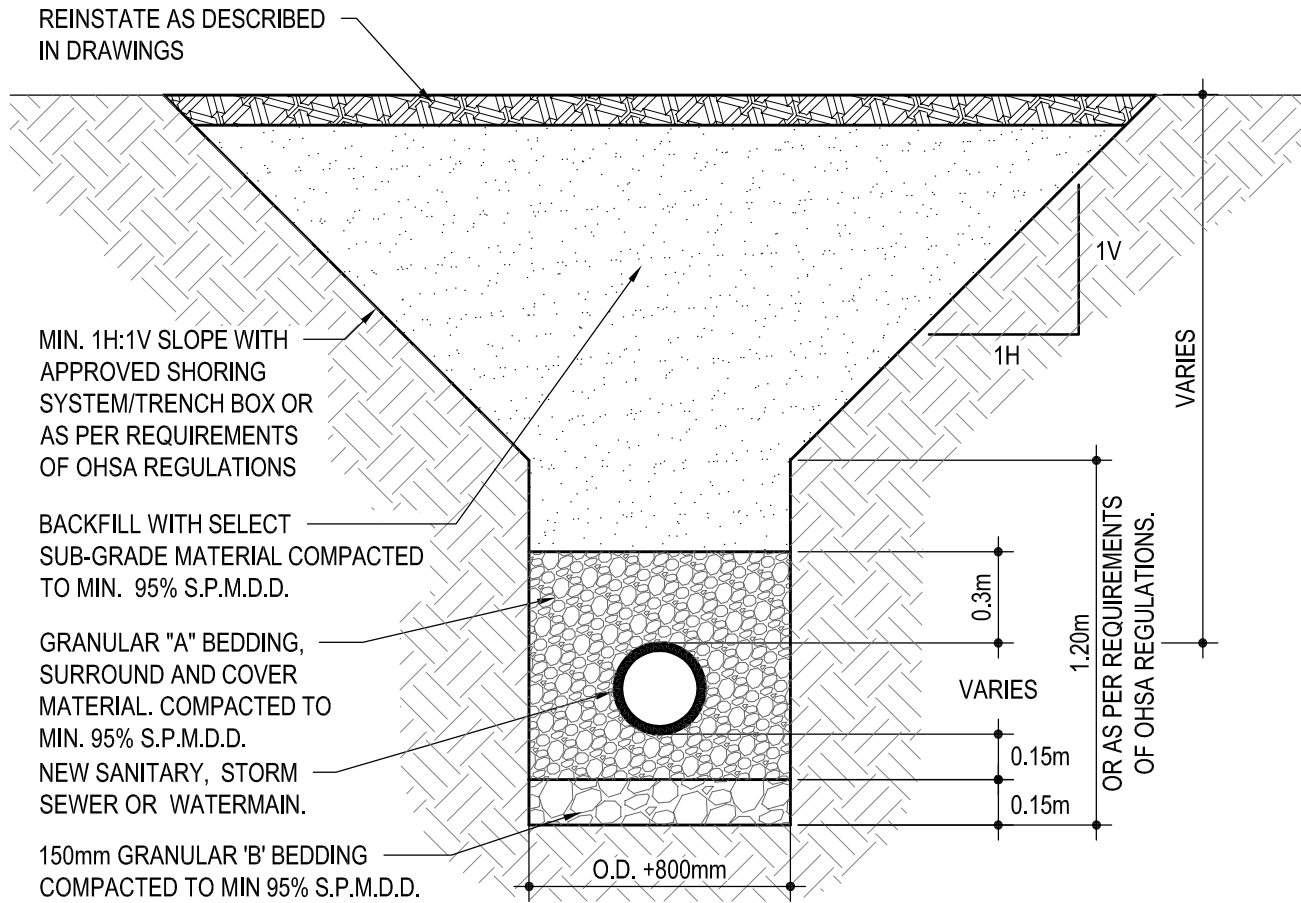 REINSTATE AS DESCRIBED
IN DRAWINGS
MIN. 1H:1V SLOPE WITH
APPROVED SHORING
SYSTEM/TRENCH BOX OR
AS PER REQUIREMENTS
OF OHSA REGULATIONS
BACKFILL WITH SELECT
SUB-GRADE MATERIAL COMPACTED
TO MIN. 95% S.P.M.D.D.
GRANULAR "A" BEDDING,
SURROUND AND COVER
MATERIAL. COMPACTED TO
MIN. 95% S.P.M.D.D.
NEW SANITARY, STORM
SEWER OR WATERMAIN.
150mm GRANULAR 'B' BEDDING
COMPACTED TO MIN 95% S.P.M.D.D.
O.D. +800mm
1V
1H
VARIES
0.3m
VARIES
0.15m
0.15m
1.20m
OR AS PER REQUIREMENTS
OF OHSA REGULATIONS.